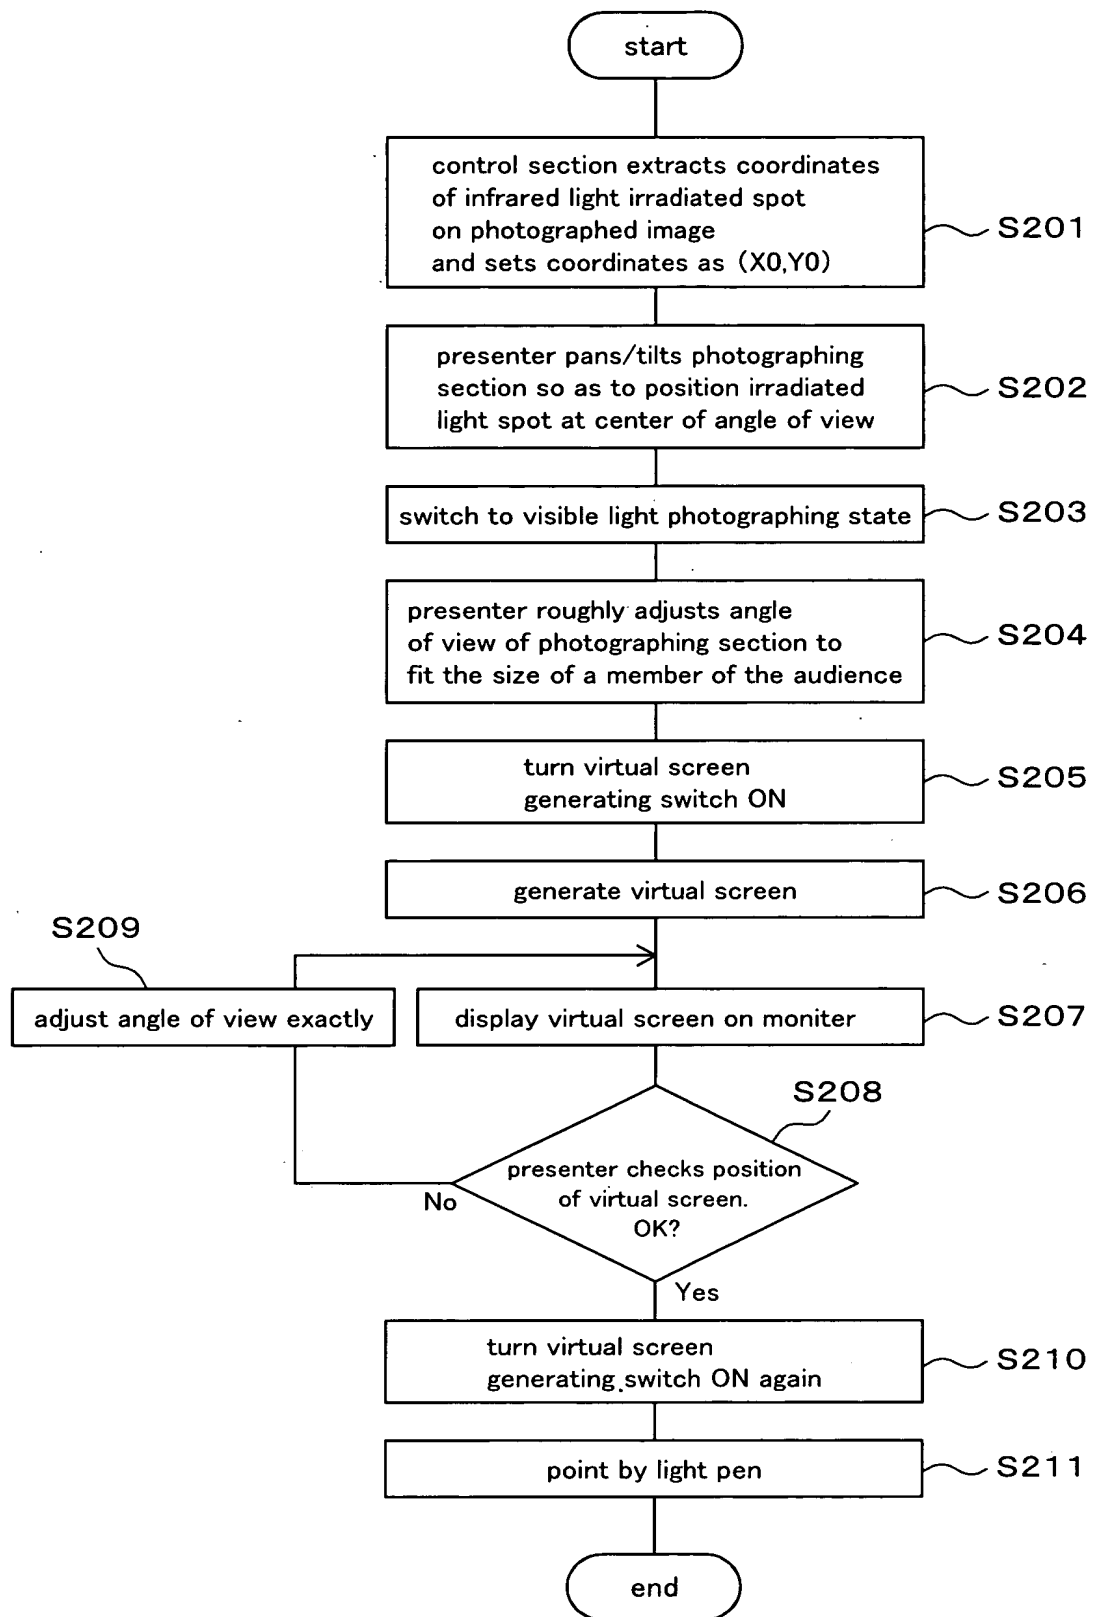 start
control section extracts coordinates
of infrared light irradiated spot
on photographed image
and sets coordinates as (X0,Y0)
S201
presenter pans/tilts photographing
section so as to position irradiated
light spot at center of angle of view
S202
switch to visible light photographing state
S203
presenter roughly adjusts angle
of view of photographing section to
fit the size of a member of the audience
S204
turn virtual screen
generating switch ON
S205
generate virtual screen
S206
S209
adjust angle of view exactly
display virtual screen on moniter
S207
S208
presenter checks position
of virtual screen.
OK?
No
Yes
turn virtual screen
generating switch ON again
S210
point by light pen
S211
end